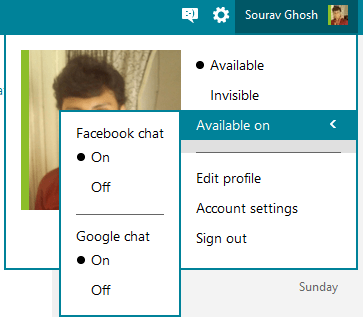 Sourav Ghosh
Available
Invisible
Available on
Edit profile
Account settings
Sign out
Facebook chat
On
Off
Google chat
On
Off
Sunday